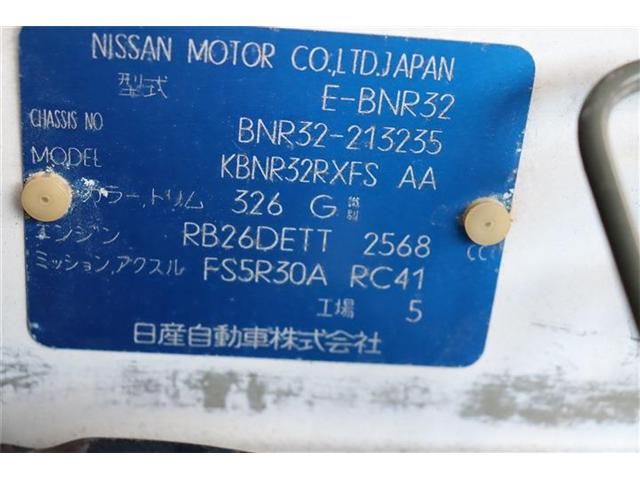 NISSAN MOTOR CO.,LTD.JAPAN
型式 E-BNR32
CHASSIS NO BNR32-213235
MODEL KBNR32RXFS AA
カラー,トリム 326 G
エンジン RB26DETT 2568 CC
ミッション,アクスル FS5R30A RC41
工場 5
日産自動車株式会社